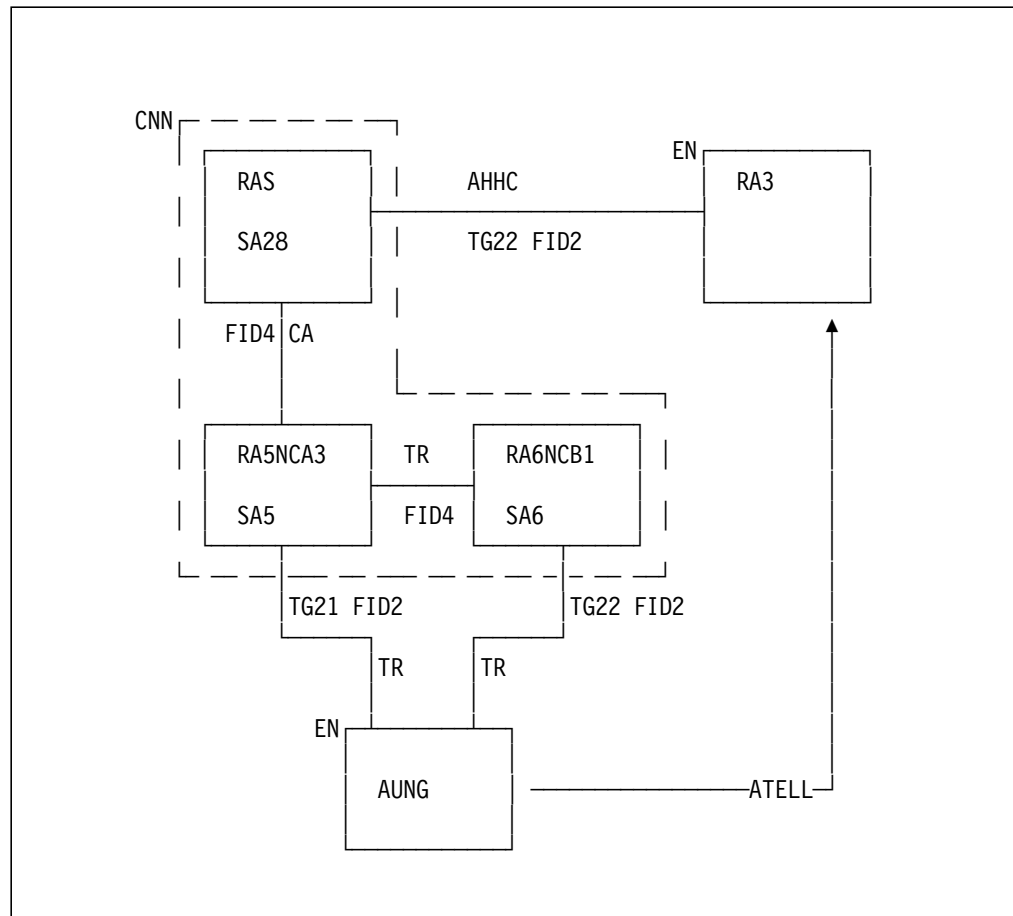 CNN
EN
RAS AHHC RA3
SA28 TG22 FID2
FID4 CA
RA5NCA3 TR RA6NCB1
SA5 FID4 SA6
TG21 FID2 TG22 FID2
TR TR
EN
AUNG ATELL